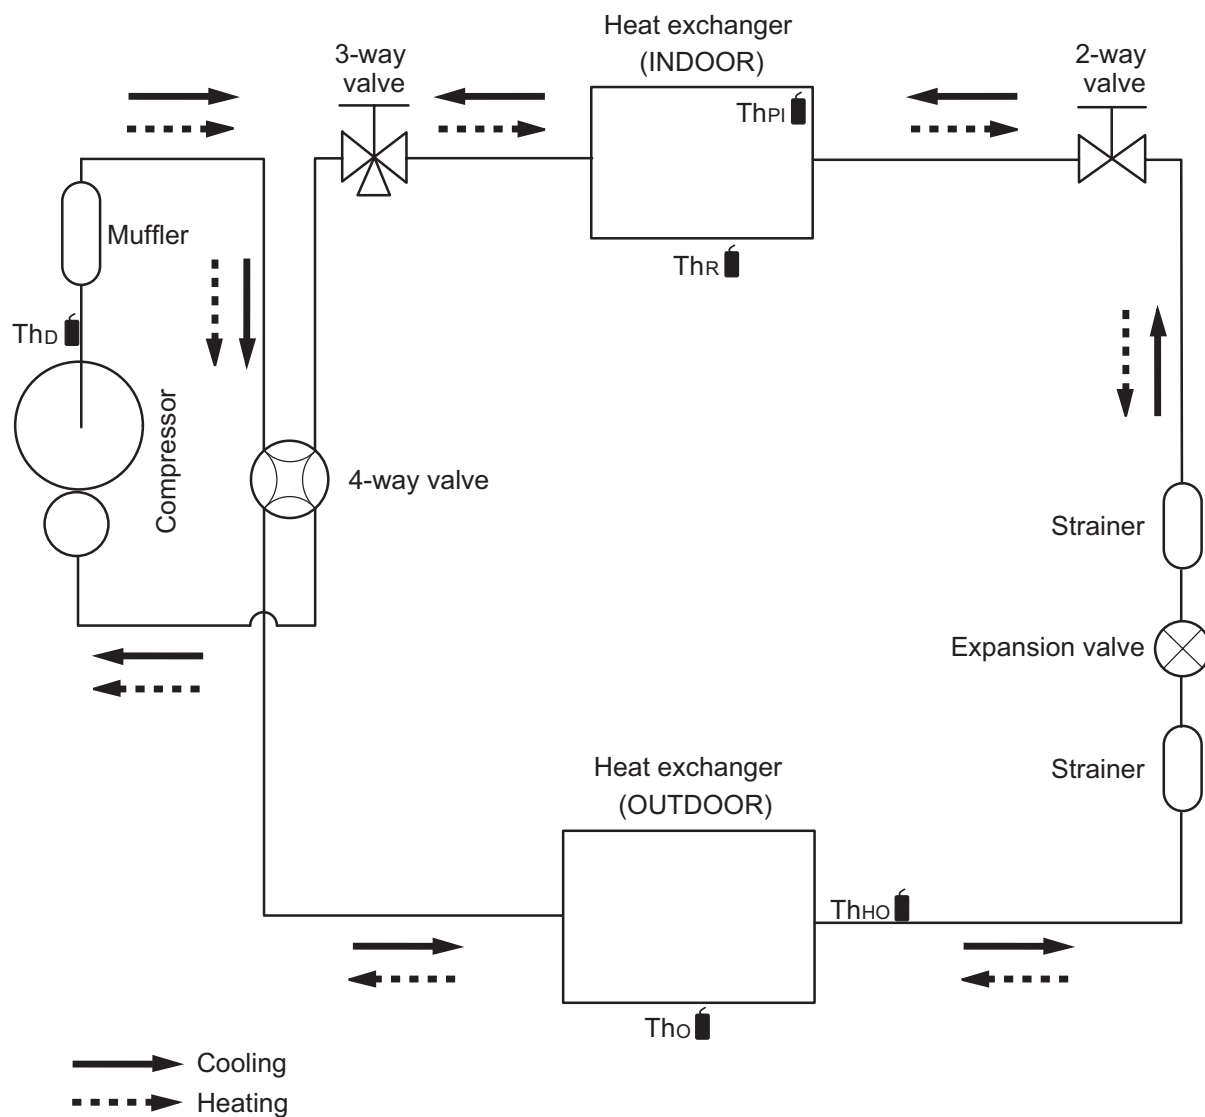 Heat exchanger
(INDOOR)
3-way
valve
2-way
valve
ThPI
Muffler
ThR
ThD
Compressor
4-way valve
Strainer
Expansion valve
Strainer
Heat exchanger
(OUTDOOR)
ThHO
ThO
Cooling
Heating